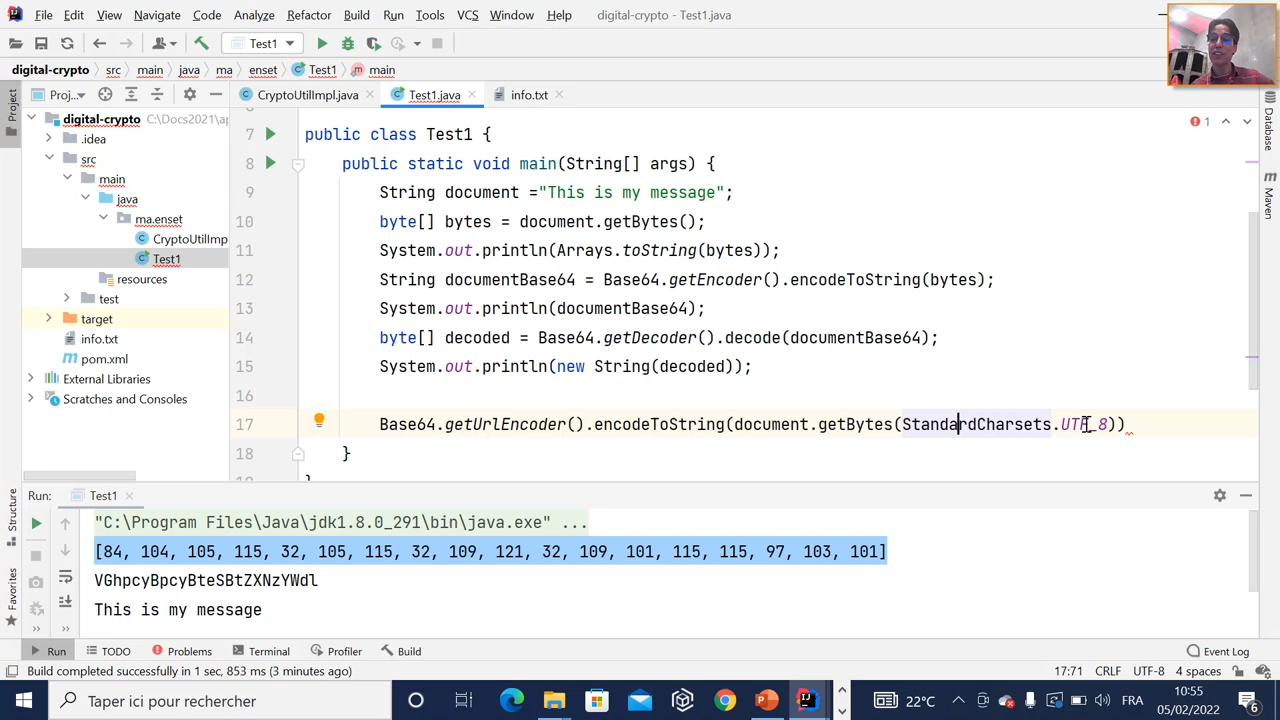 File Edit View Navigate Code Analyze Refactor Build Run Tools VCS Window Help digital-crypto - Test1.java
Test1
digital-crypto src main java ma enset Test1 main
Project
Proj...
CryptoUtilImpl.java Test1.java info.txt
digital-crypto C:\Docs2021\ap
.idea
src
main
java
ma.enset
CryptoUtilImp
Test1
resources
test
target
info.txt
pom.xml
External Libraries
Scratches and Consoles
1
7 public class Test1 {
8 public static void main(String[] args) {
9 String document ="This is my message";
10 byte[] bytes = document.getBytes();
11 System.out.println(Arrays.toString(bytes));
12 String documentBase64 = Base64.getEncoder().encodeToString(bytes);
13 System.out.println(documentBase64);
14 byte[] decoded = Base64.getDecoder().decode(documentBase64);
15 System.out.println(new String(decoded));
16
17 Base64.getUrlEncoder().encodeToString(document.getBytes(StandardCharsets.UTF_8))
18 }
}
Database
Maven
Structure
Favorites
Run: Test1
"C:\Program Files\Java\jdk1.8.0_291\bin\java.exe" ...
[84, 104, 105, 115, 32, 105, 115, 32, 109, 121, 32, 109, 101, 115, 115, 97, 103, 101]
VGhpcyBpcyBteSBtZXNzYWdl
This is my message
Run TODO Problems Terminal Profiler Build Event Log
Build completed successfully in 1 sec, 853 ms (3 minutes ago) 17:71 CRLF UTF-8 4 spaces
Taper ici pour rechercher 22°C FRA 10:55
05/02/2022 6